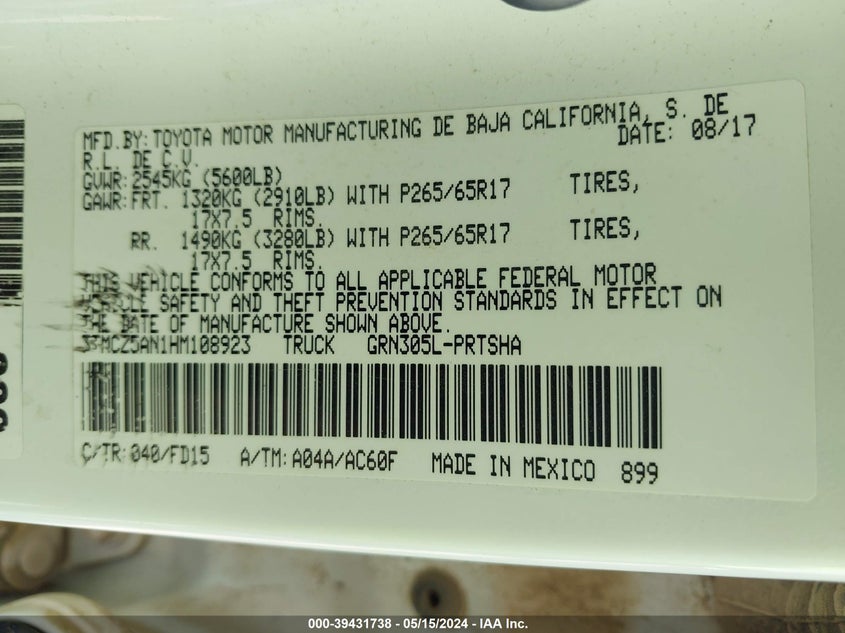 MFD.BY: TOYOTA MOTOR MANUFACTURING DE BAJA CALIFORNIA, S. DE
R.L. DE C.V. DATE: 08/17
GVWR: 2545KG (5600LB)
GAWR: FRT. 1320KG (2910LB) WITH P265/65R17 TIRES,
17X7.5 RIMS.
RR. 1490KG (3280LB) WITH P265/65R17 TIRES,
17X7.5 RIMS.
THIS VEHICLE CONFORMS TO ALL APPLICABLE FEDERAL MOTOR
VEHICLE SAFETY AND THEFT PREVENTION STANDARDS IN EFFECT ON
THE DATE OF MANUFACTURE SHOWN ABOVE.
TRUCK GRN305L-PRTSHA
C/TR: 040/FD15 A/TM: A04A/AC60F MADE IN MEXICO 899
000-39431738 - 05/15/2024 - IAA Inc.